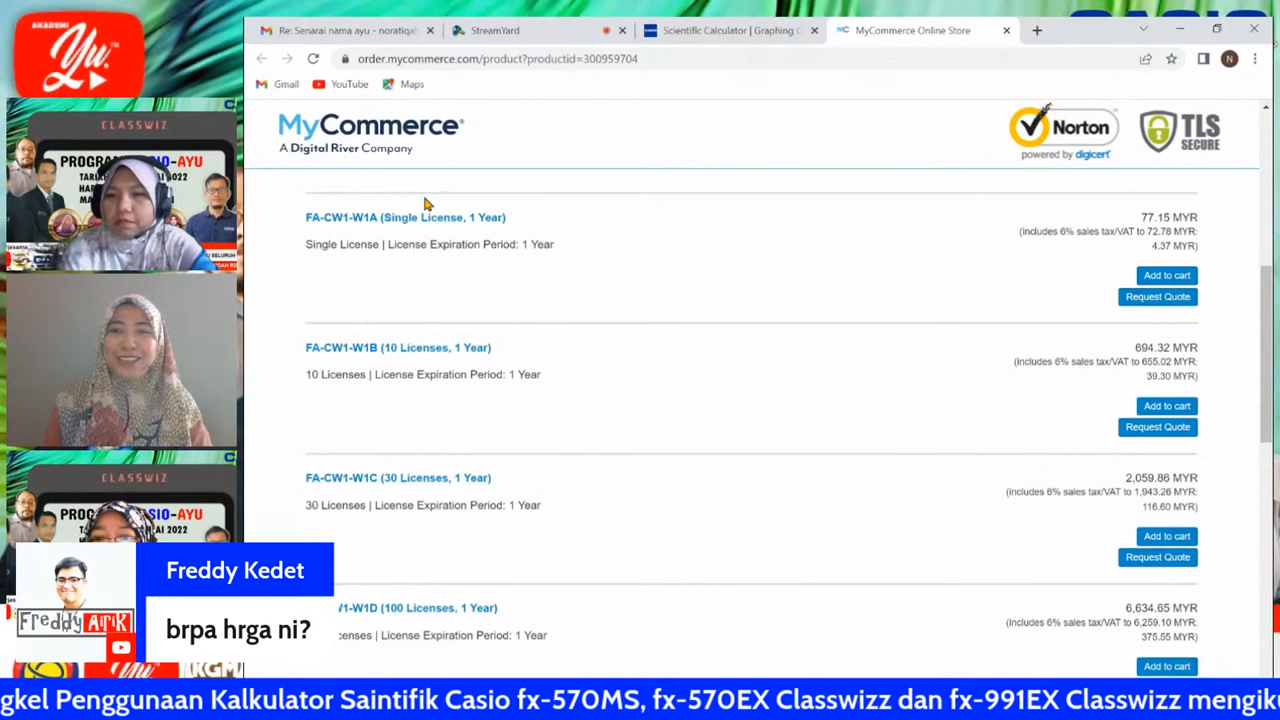 AKADEMI
Yu
Re: Senarai nama ayu - noratiqah
StreamYard
Scientific Calculator | Graphing C
MyCommerce Online Store
order.mycommerce.com/product?productid=300959704
N
Gmail
YouTube
Maps
MyCommerce
A Digital River Company
Norton
powered by digicert
TLS
SECURE
FA-CW1-W1A (Single License, 1 Year)
77.15 MYR
(includes 6% sales tax/VAT to 72.78 MYR:
4.37 MYR)
Single License | License Expiration Period: 1 Year
Add to cart
Request Quote
FA-CW1-W1B (10 Licenses, 1 Year)
694.32 MYR
(includes 6% sales tax/VAT to 655.02 MYR:
39.30 MYR)
10 Licenses | License Expiration Period: 1 Year
Add to cart
Request Quote
FA-CW1-W1C (30 Licenses, 1 Year)
2,059.86 MYR
(includes 6% sales tax/VAT to 1,943.26 MYR:
116.60 MYR)
30 Licenses | License Expiration Period: 1 Year
Add to cart
Request Quote
W1-W1D (100 Licenses, 1 Year)
6,634.65 MYR
(includes 6% sales tax/VAT to 6,259.10 MYR:
375.55 MYR)
censes | License Expiration Period: 1 Year
Add to cart
CLASSWIZ
CLASSWIZ
Freddy Kedet
Freddy
brpa hrga ni?
ngkel Penggunaan Kalkulator Saintifik Casio fx-570MS, fx-570EX Classwizz dan fx-991EX Classwizz mengiku